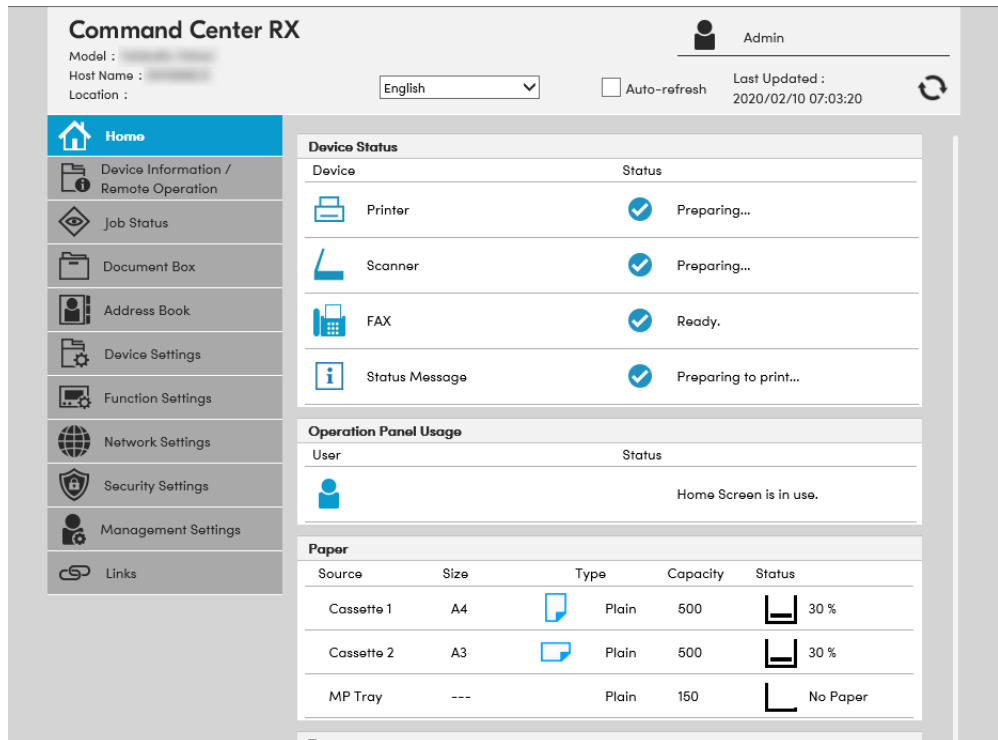 Command Center RX
Model :
Host Name :
Location :
Admin
English
Auto-refresh
Last Updated :
2020/02/10 07:03:20
Home
Device Information /
Remote Operation
Job Status
Document Box
Address Book
Device Settings
Function Settings
Network Settings
Security Settings
Management Settings
Links
Device Status
Device Status
Printer Preparing...
Scanner Preparing...
FAX Ready.
Status Message Preparing to print...
Operation Panel Usage
User Status
Home Screen is in use.
Paper
Source Size Type Capacity Status
Cassette 1 A4 Plain 500 30 %
Cassette 2 A3 Plain 500 30 %
MP Tray --- Plain 150 No Paper